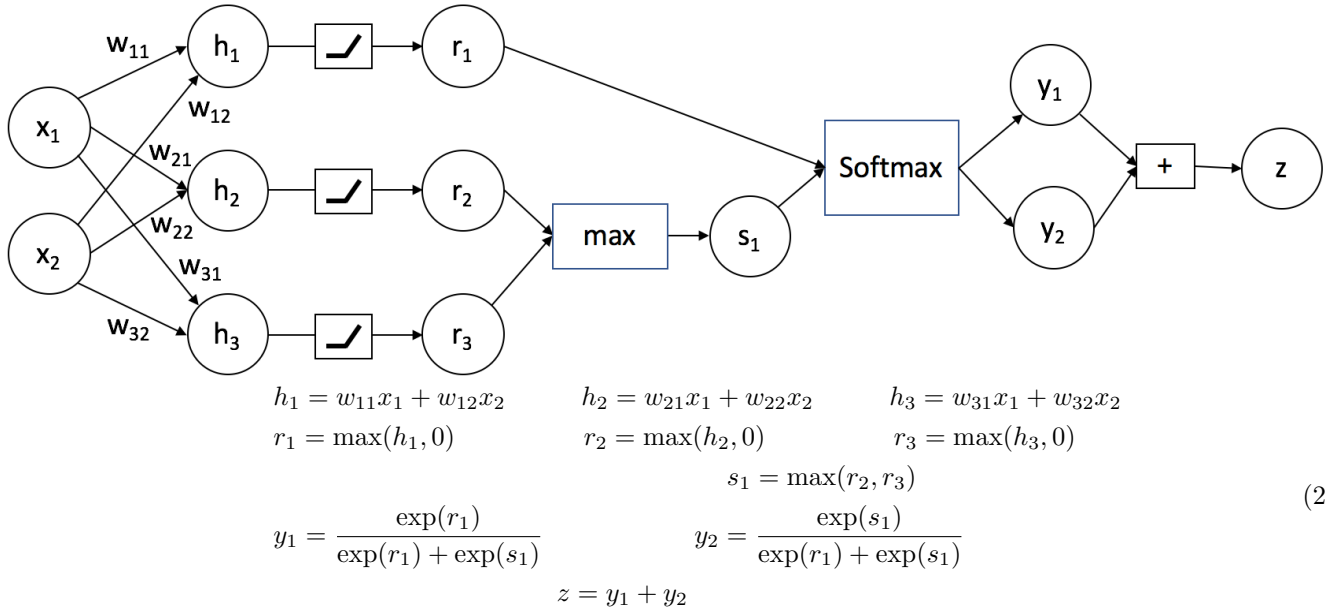 w₁₁ h₁ r₁
x₁ w₁₂ y₁
w₂₁ h₂ r₂ Softmax + z
x₂ w₂₂ max s₁ y₂
w₃₁
w₃₂ h₃ r₃
h₁ = w₁₁x₁ + w₁₂x₂ h₂ = w₂₁x₁ + w₂₂x₂ h₃ = w₃₁x₁ + w₃₂x₂
r₁ = max(h₁, 0) r₂ = max(h₂, 0) r₃ = max(h₃, 0)
s₁ = max(r₂, r₃)
(2
y₁ = exp(r₁) / (exp(r₁) + exp(s₁)) y₂ = exp(s₁) / (exp(r₁) + exp(s₁))
z = y₁ + y₂